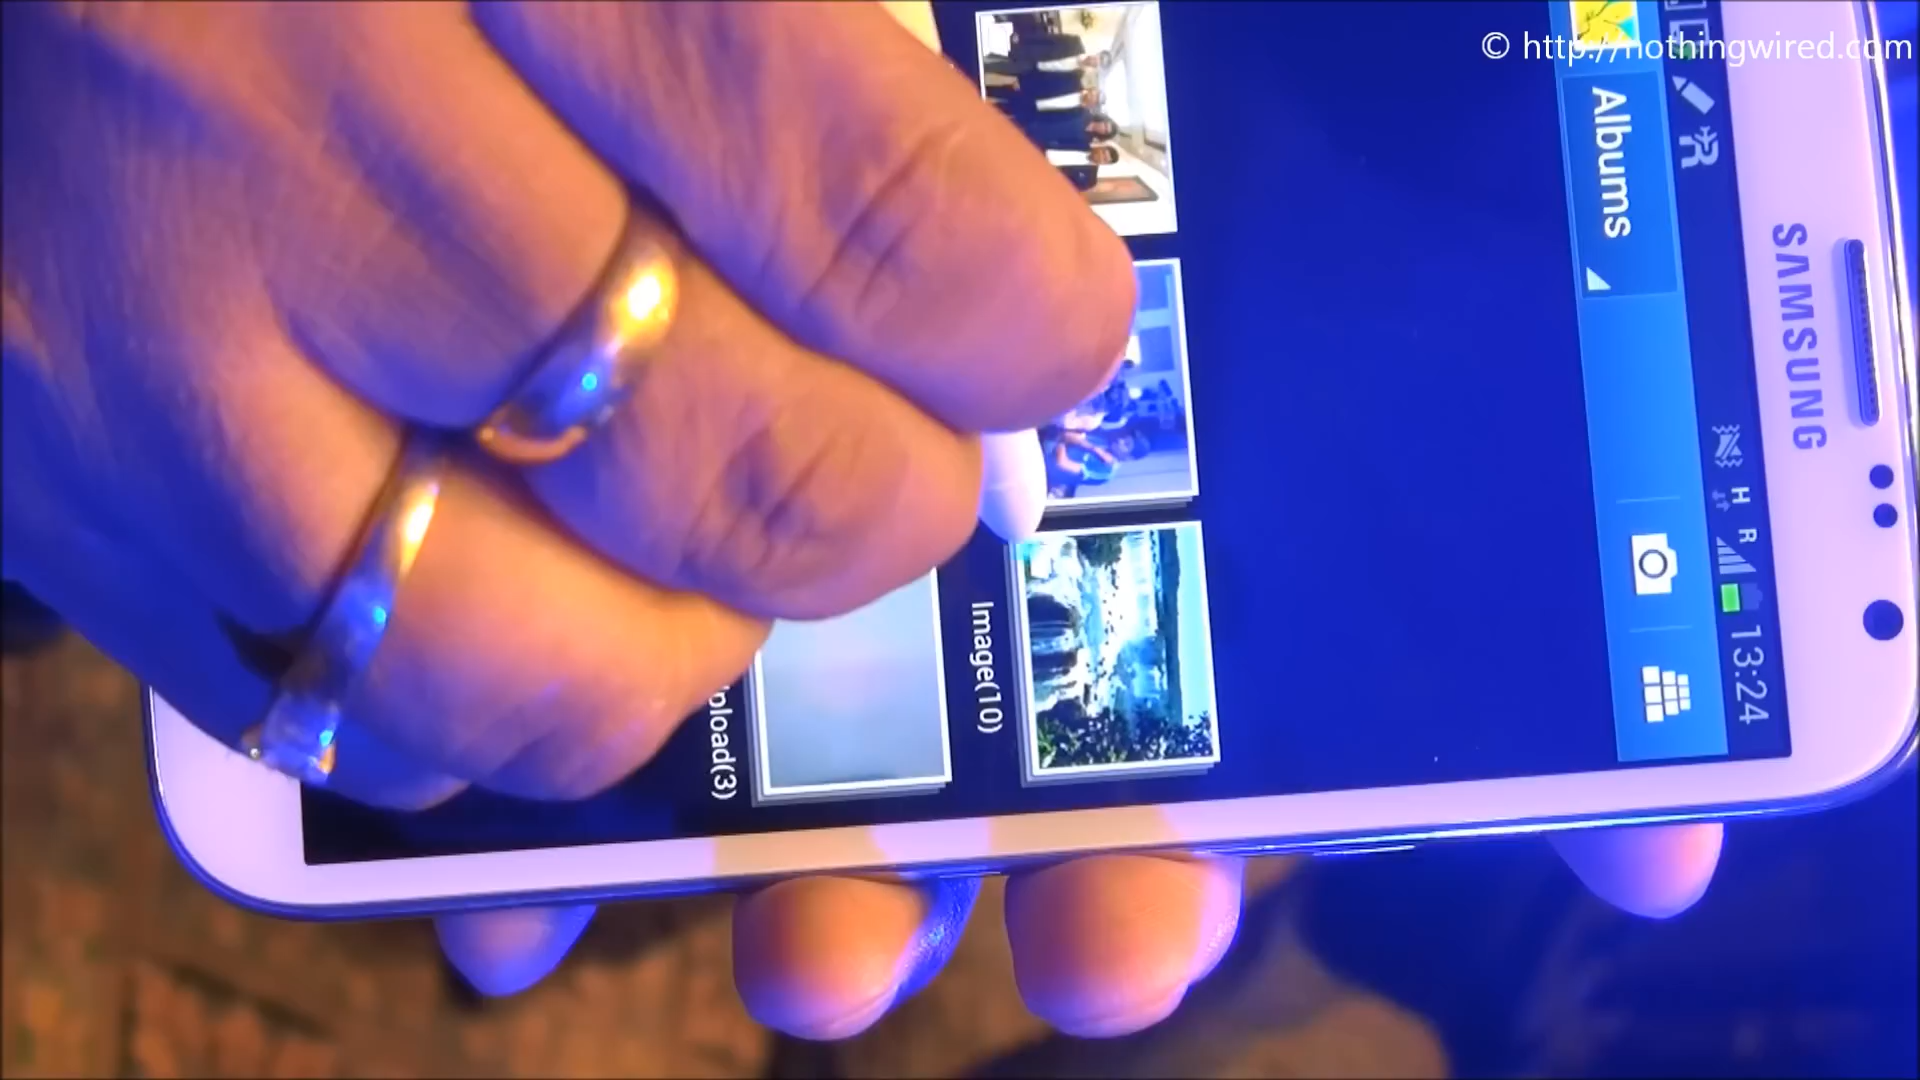 © http://nothingwired.com
SAMSUNG
H R 13:24
Albums
Image(10)
pload(3)